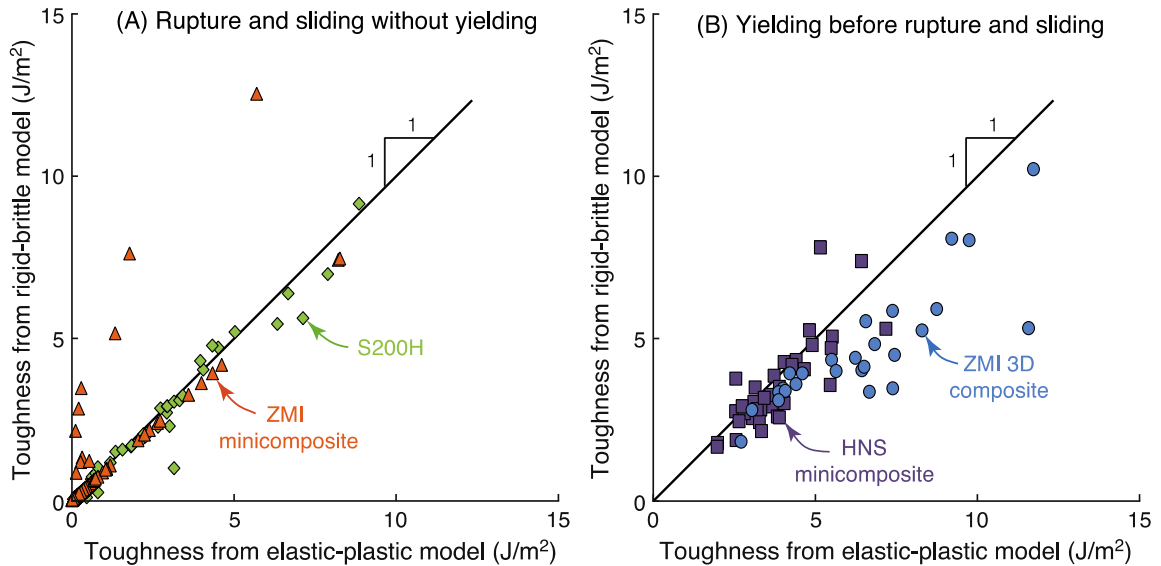 (A) Rupture and sliding without yielding
Toughness from rigid-brittle model (J/m²)
15
10
5
0
1
1
S200H
ZMI
minicomposite
0
5
10
15
Toughness from elastic-plastic model (J/m²)
(B) Yielding before rupture and sliding
Toughness from rigid-brittle model (J/m²)
15
10
5
0
1
1
ZMI 3D
composite
HNS
minicomposite
0
5
10
15
Toughness from elastic-plastic model (J/m²)